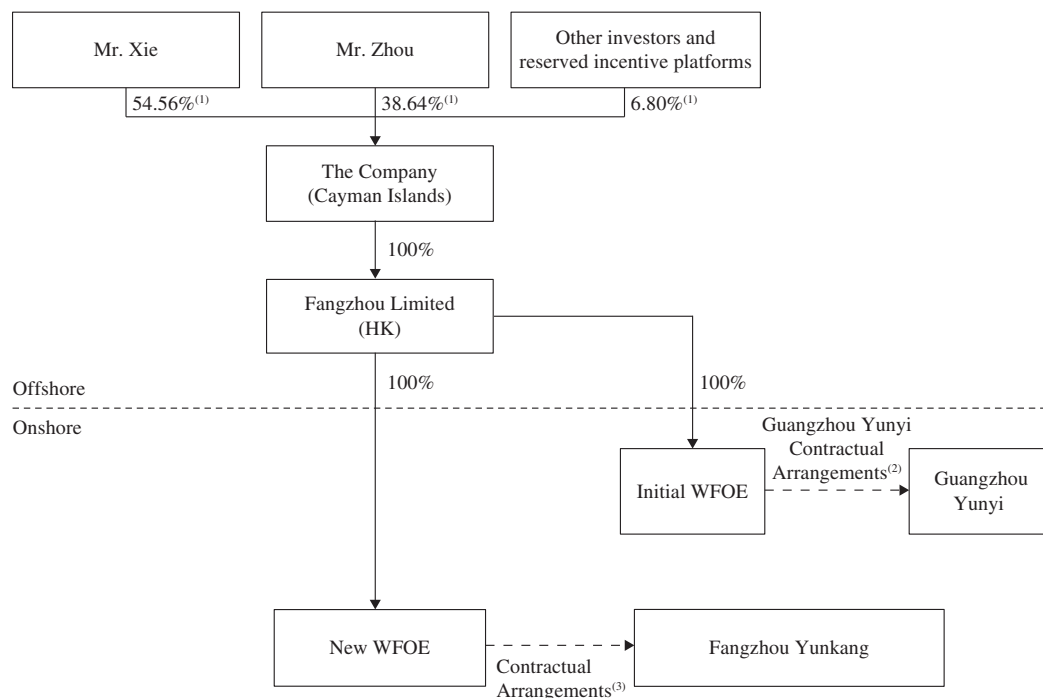 Mr. Xie
Mr. Zhou
Other investors and
reserved incentive platforms
54.56%(1)
38.64%(1)
6.80%(1)
The Company
(Cayman Islands)
100%
Fangzhou Limited
(HK)
100%
100%
Offshore
Onshore
Guangzhou Yunyi
Contractual
Arrangements(2)
Initial WFOE
Guangzhou
Yunyi
New WFOE
Contractual
Arrangements(3)
Fangzhou Yunkang